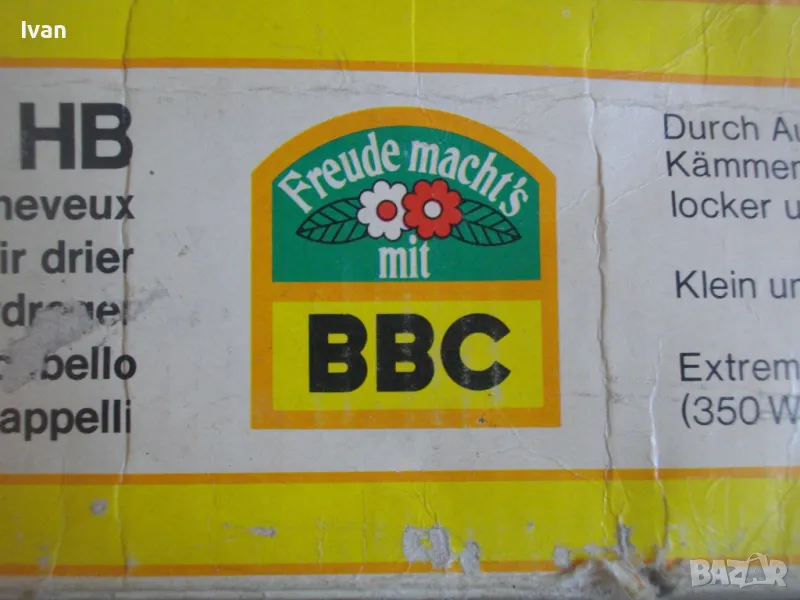 Ivan
HB
heveux
ir drier
bello
appelli
Freude macht's
mit
BBC
Durch Au
Kämmen
locker u
Klein un
Extrem
(350 W
BAZAR